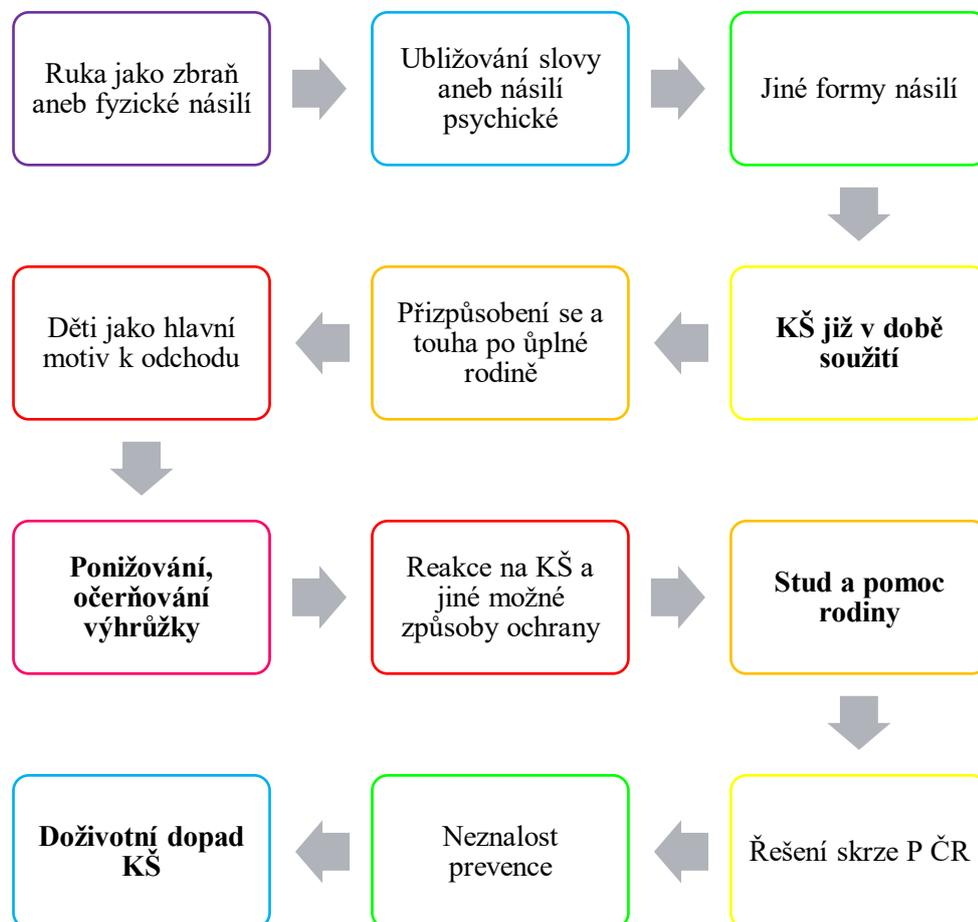 Ruka jako zbraň
aneb fyzické násilí
Ubližování slovy
aneb násilí
psychické
Jiné formy násilí
KŠ již v době
soužití
Přizpůsobení se a
touha po ůplné
rodině
Děti jako hlavní
motiv k odchodu
Ponižování,
očerňování
výhrůžky
Reakce na KŠ a
jiné možné
způsoby ochrany
Stud a pomoc
rodiny
Řešení skrze P ČR
Neznalost
prevence
Doživotní dopad
KŠ